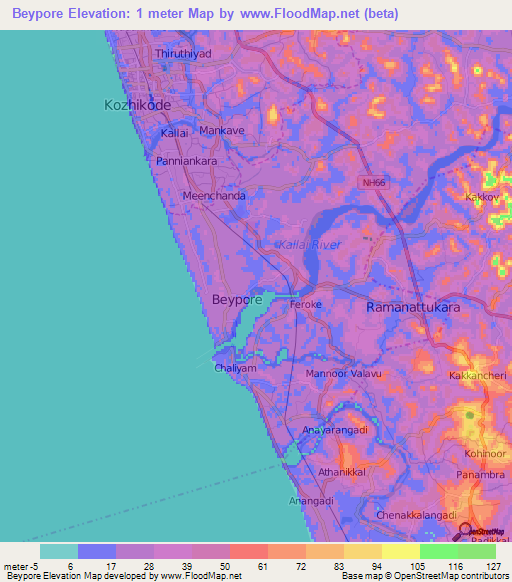 Beypore Elevation: 1 meter Map by www.FloodMap.net (beta)
Thiruthiyad
Kozhikode
Kallai
Mankave
Panniankara
NH66
Meenchanda
Kakkov
Kallai River
Beypore
Feroke
Ramanattukara
Chaliyam
Mannoor Valavu
Kakkancheri
Anayarangadi
Kohinoor
Athanikkal
Panambra
Anangadi
Chenakkalangadi
OpenStreetMap
Padikkal
meter -5 6 17 28 39 50 61 72 83 94 105 116 127
Beypore Elevation Map developed by www.FloodMap.net
Base map © OpenStreetMap contributors